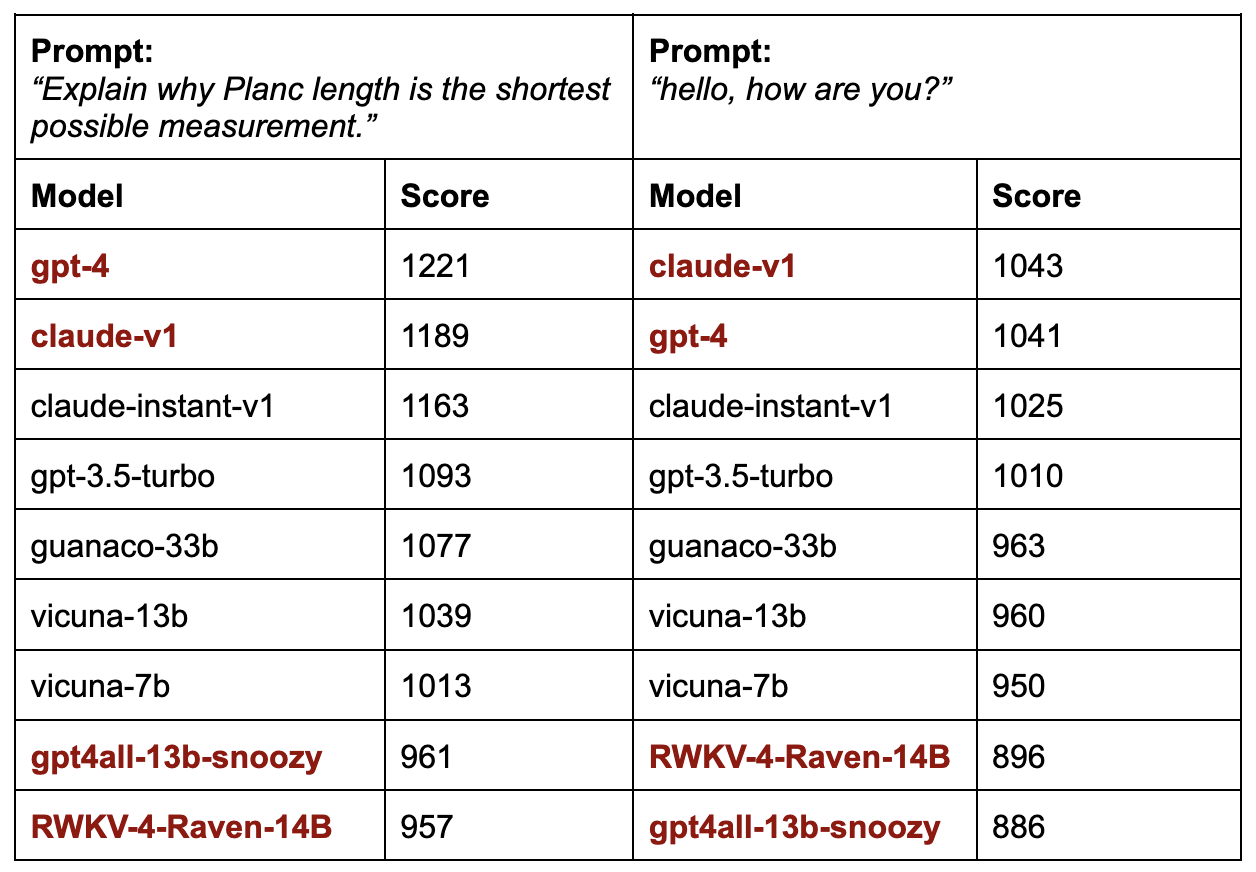 Prompt:
“Explain why Planc length is the shortest
possible measurement.”
Prompt:
“hello, how are you?”
Model Score Model Score
gpt-4 1221 claude-v1 1043
claude-v1 1189 gpt-4 1041
claude-instant-v1 1163 claude-instant-v1 1025
gpt-3.5-turbo 1093 gpt-3.5-turbo 1010
guanaco-33b 1077 guanaco-33b 963
vicuna-13b 1039 vicuna-13b 960
vicuna-7b 1013 vicuna-7b 950
gpt4all-13b-snoozy 961 RWKV-4-Raven-14B 896
RWKV-4-Raven-14B 957 gpt4all-13b-snoozy 886